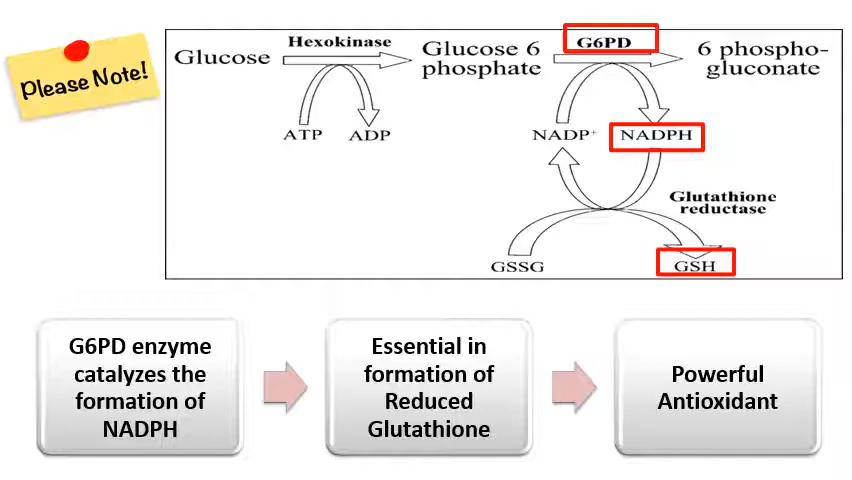 Please Note!
Hexokinase
G6PD
Glucose
Glucose 6
phosphate
6 phospho-
gluconate
ATP
ADP
NADP+
NADPH
Glutathione
reductase
GSSG
GSH
G6PD enzyme
catalyzes the
formation of
NADPH
Essential in
formation of
Reduced
Glutathione
Powerful
Antioxidant